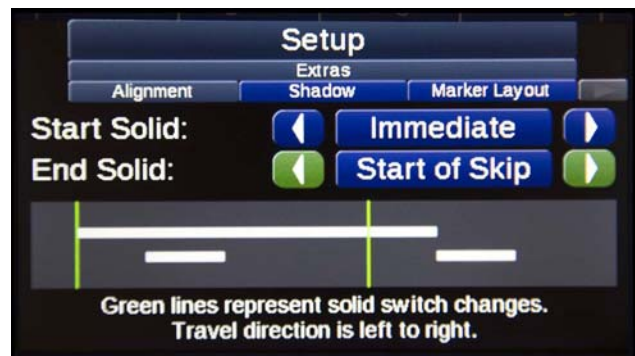 Setup
Extras
Alignment Shadow Marker Layout
Start Solid: Immediate
End Solid: Start of Skip
Green lines represent solid switch changes.
Travel direction is left to right.